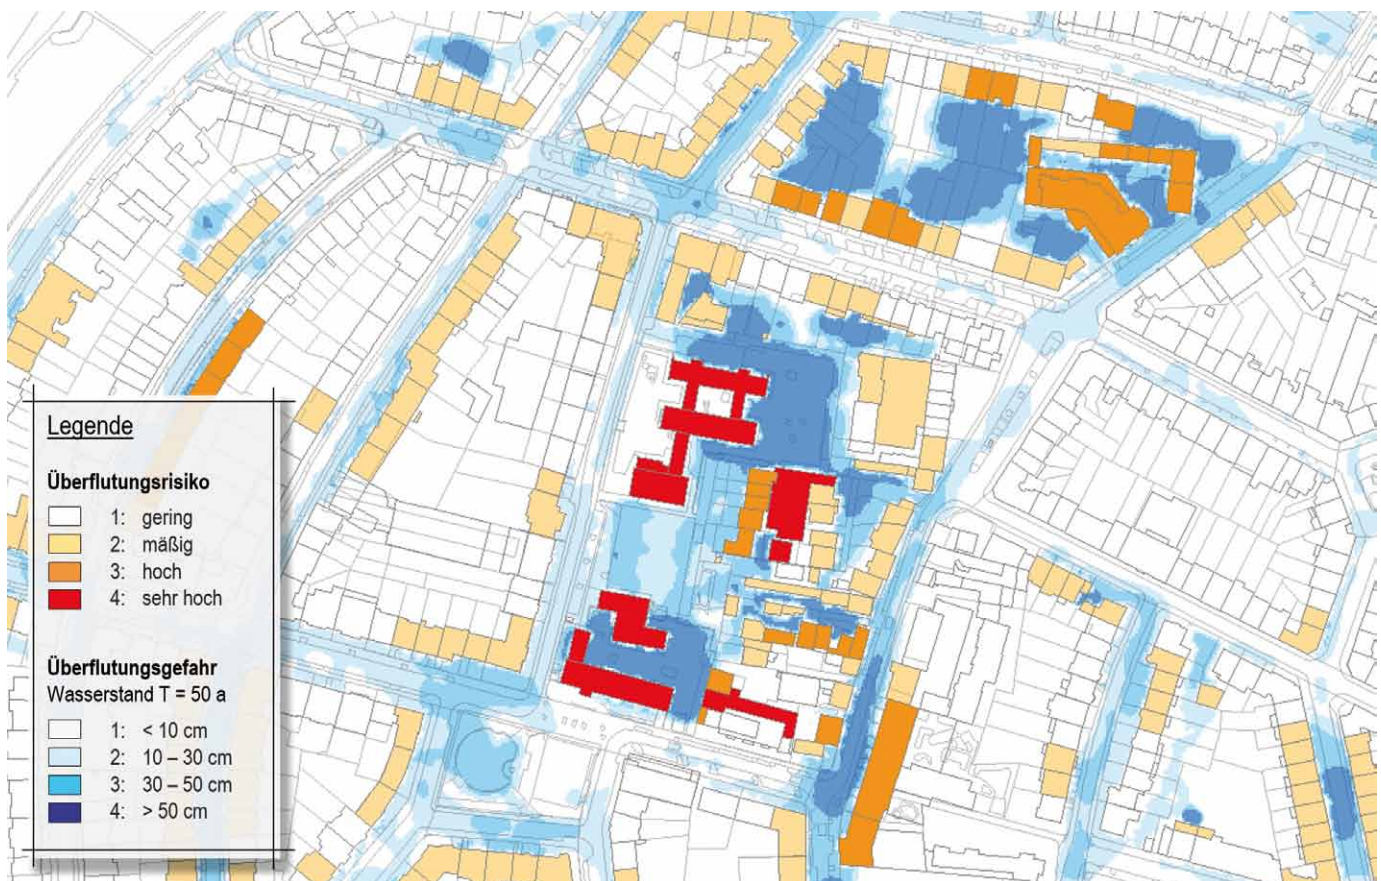 Legende
Überflutungsrisiko
1: gering
2: mäßig
3: hoch
4: sehr hoch
Überflutungsgefahr
Wasserstand T = 50 a
1: < 10 cm
2: 10 – 30 cm
3: 30 – 50 cm
4: > 50 cm